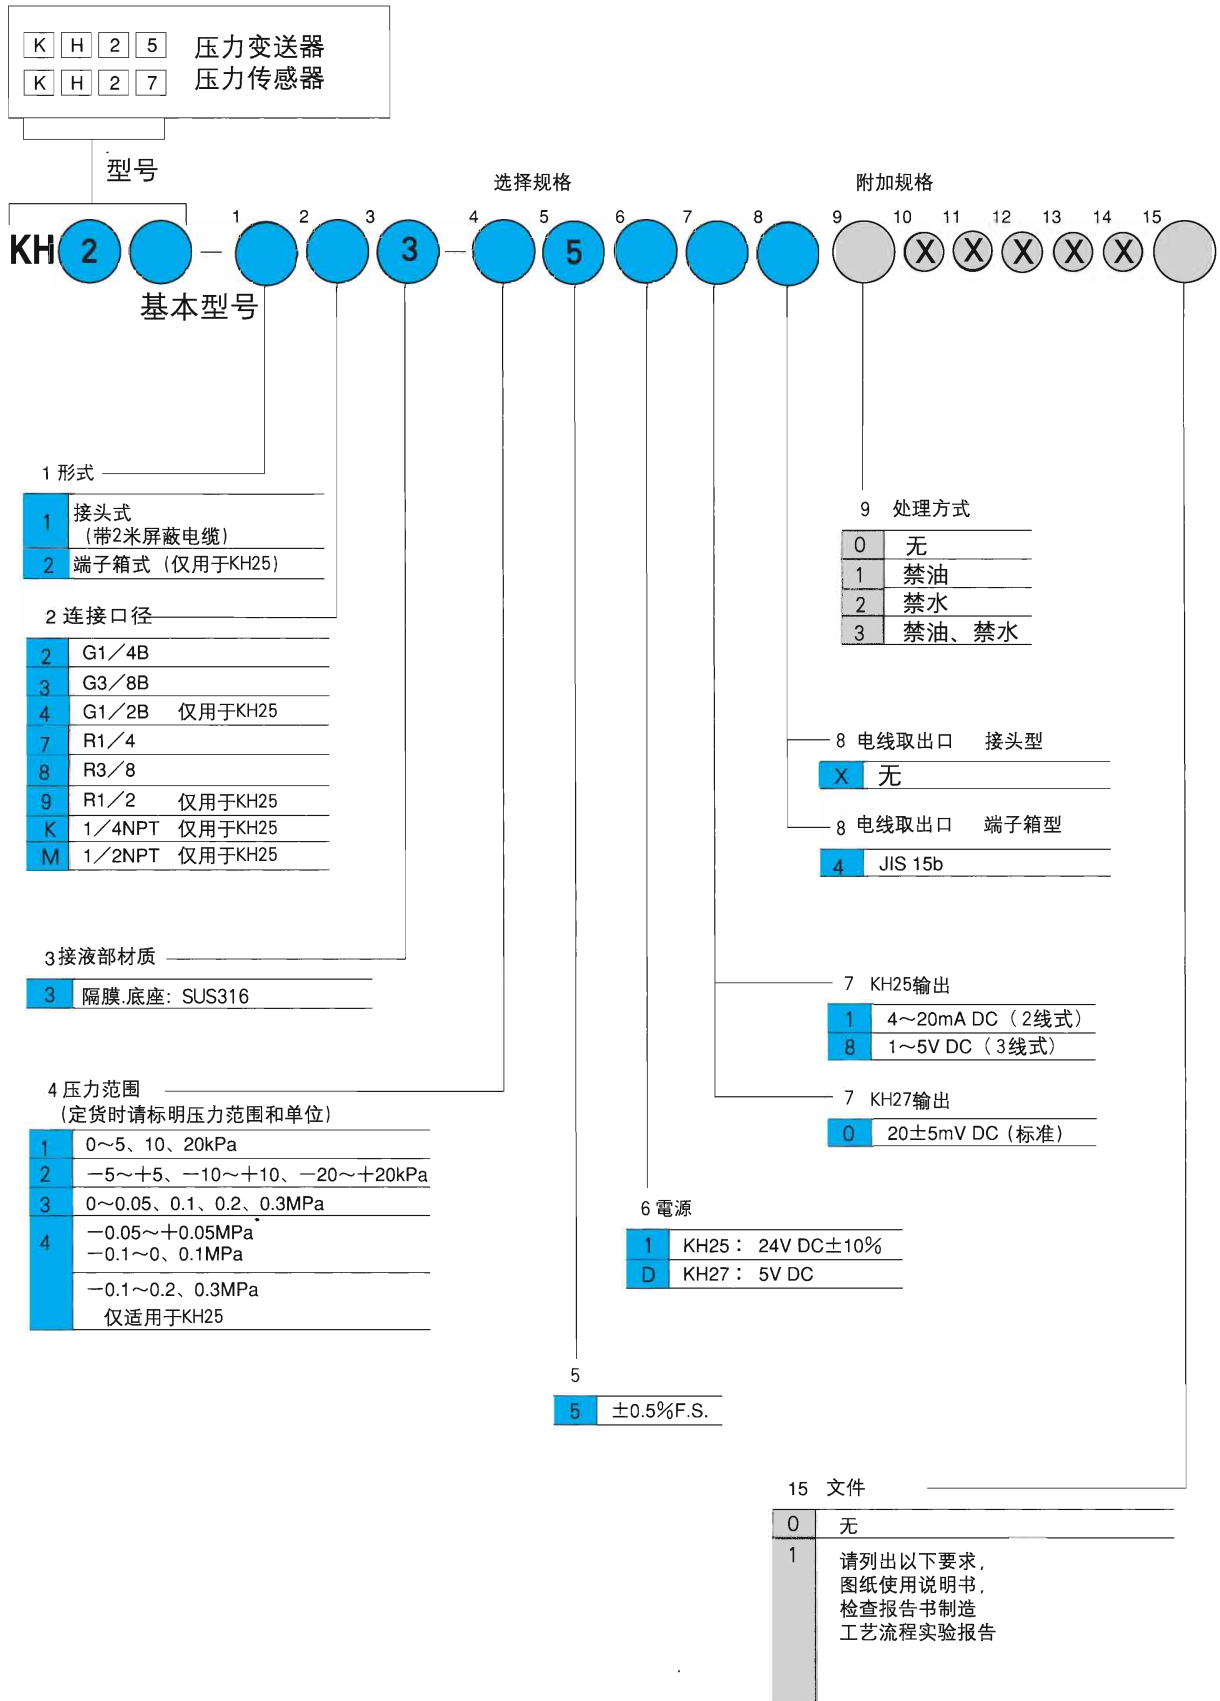 KH25 压力变送器
KH27 压力传感器
型号
选择规格 附加规格
1 2 3 4 5 6 7 8 9 10 11 12 13 14 15
KH 2 — 3 — 5 X X X X X
基本型号
1 形式
1 接头式
(带2米屏蔽电缆)
2 端子箱式 (仅用于KH25)
2 连接口径
2 G1/4B
3 G3/8B
4 G1/2B 仅用于KH25
7 R1/4
8 R3/8
9 R1/2 仅用于KH25
K 1/4NPT 仅用于KH25
M 1/2NPT 仅用于KH25
3 接液部材质
3 隔膜.底座: SUS316
4 压力范围
(定货时请标明压力范围和单位)
1 0~5、10、20kPa
2 -5~+5、-10~+10、-20~+20kPa
3 0~0.05、0.1、0.2、0.3MPa
4 -0.05~+0.05MPa
-0.1~0、0.1MPa
-0.1~0.2、0.3MPa
仅适用于KH25
5
5 ±0.5%F.S.
6 電源
1 KH25: 24V DC±10%
D KH27: 5V DC
7 KH25输出
1 4~20mA DC (2线式)
8 1~5V DC (3线式)
7 KH27输出
0 20±5mV DC (标准)
8 电线取出口 接头型
X 无
8 电线取出口 端子箱型
4 JIS 15b
9 处理方式
0 无
1 禁油
2 禁水
3 禁油、禁水
15 文件
0 无
1 请列出以下要求,
图纸使用说明书,
检查报告书制造
工艺流程实验报告